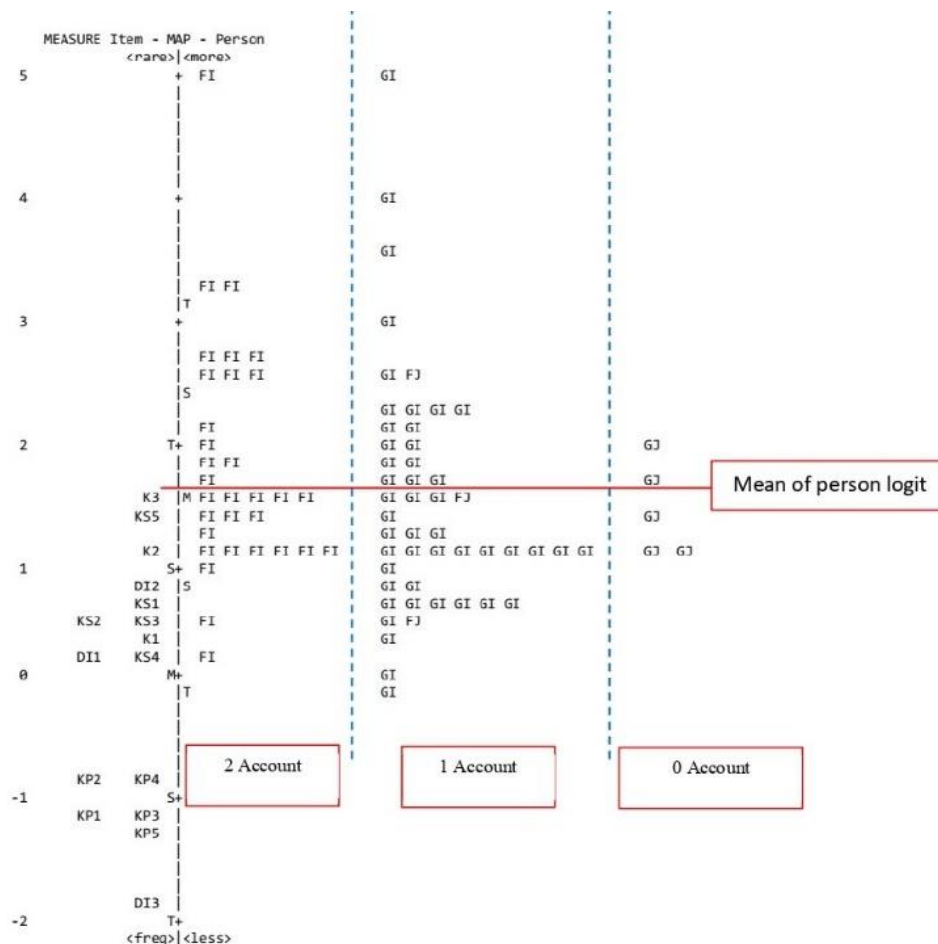 MEASURE Item - MAP - Person
<rare>|<more>
5 + FI GI
4 + GI
GI
FI FI
|T
3 + GI
FI FI FI
FI FI FI GI FJ
|S
GI GI GI GI
FI GI GI
2 T+ FI GI GI GJ
FI FI GI GI
FI GI GI GI GJ
Mean of person logit
K3 |M FI FI FI FI FI GI GI GI FJ
KS5 | FI FI FI GI GJ
FI GI GI GI
K2 | FI FI FI FI FI FI GI GI GI GI GI GI GI GI GI GJ GJ
1 S+ FI GI
DI2 |S GI GI
KS1 | GI GI GI GI GI GI
KS2 KS3 | FI GI FJ
K1 | GI
DI1 KS4 | FI
0 M+ GI
|T GI
2 Account 1 Account 0 Account
KP2 KP4 |
-1 S+
KP1 KP3 |
KP5 |
DI3 |
-2 T+
<freq>|<less>